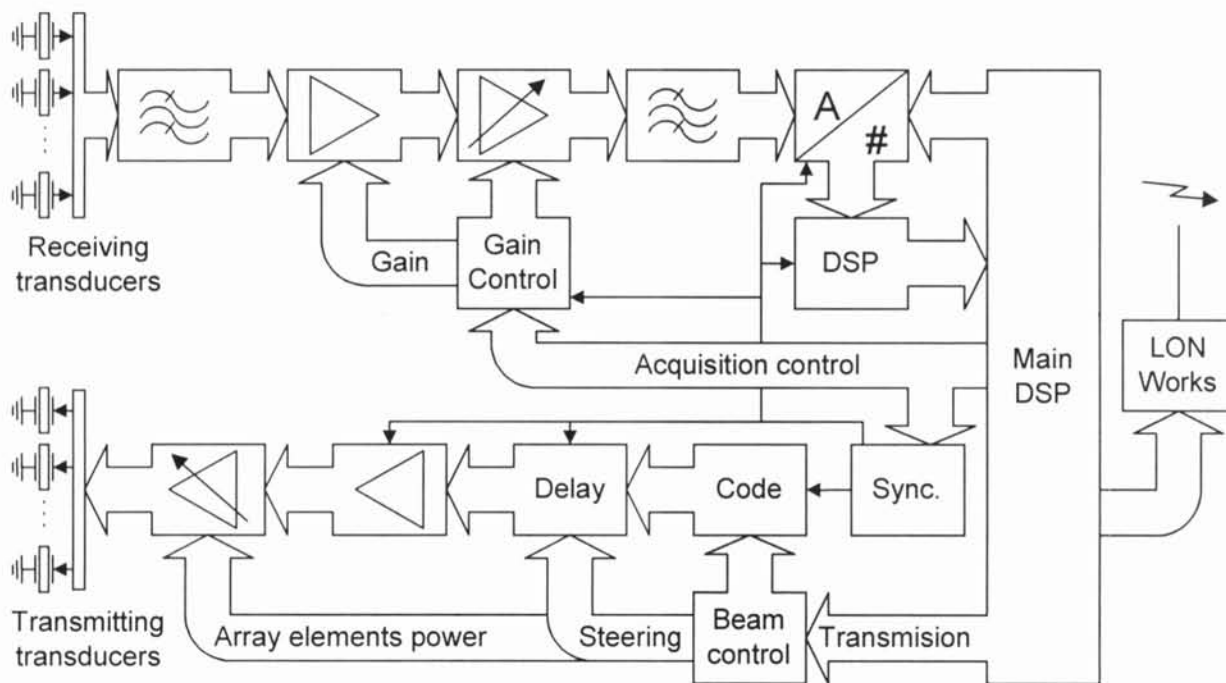 A
#
Receiving
transducers
Gain
Gain
Control
DSP
Acquisition control
Main
DSP
LON
Works
Delay
Code
Sync.
Transmitting
transducers
Array elements power
Steering
Beam
control
Transmision